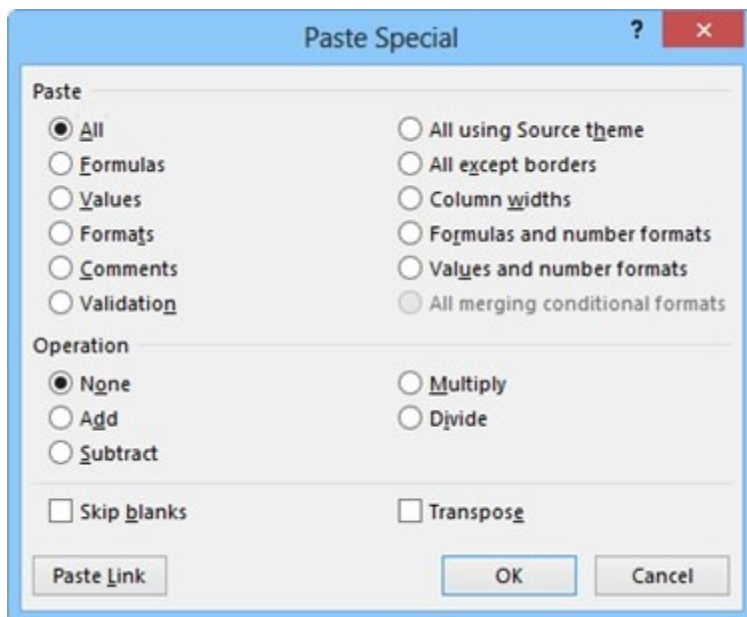 Paste Special
?
Paste
All
All using Source theme
Formulas
All except borders
Values
Column widths
Formats
Formulas and number formats
Comments
Values and number formats
Validation
All merging conditional formats
Operation
None
Multiply
Add
Divide
Subtract
Skip blanks
Transpose
Paste Link
OK
Cancel